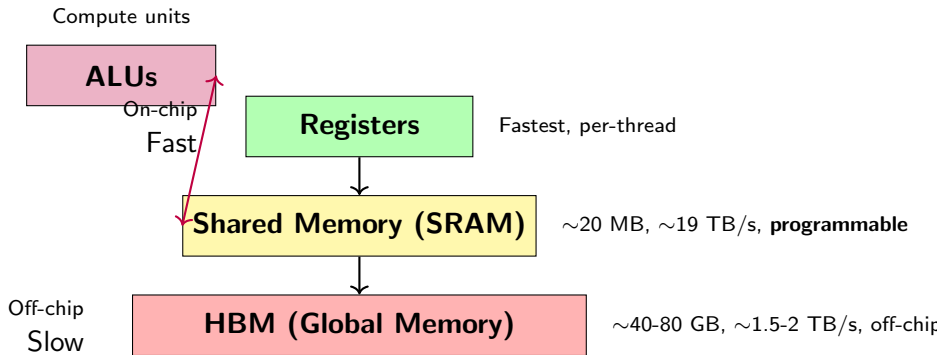 Compute units
ALUs
On-chip
Fast
Registers
Fastest, per-thread
Shared Memory (SRAM)
∼20 MB, ∼19 TB/s, programmable
Off-chip
Slow
HBM (Global Memory)
∼40-80 GB, ∼1.5-2 TB/s, off-chip